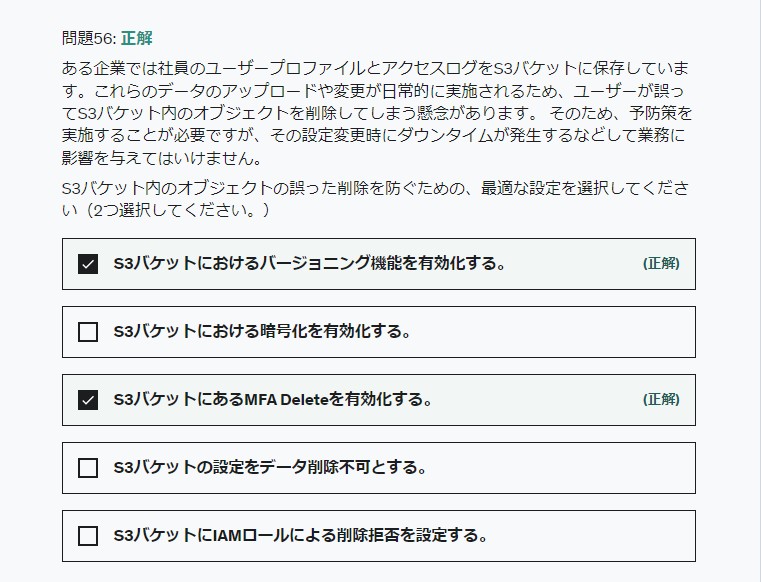 問題56: 正解
ある企業では社員のユーザープロファイルとアクセスログをS3バケットに保存していま
す。これらのデータのアップロードや変更が日常的に実施されるため、ユーザーが誤っ
てS3バケット内のオブジェクトを削除してしまう懸念があります。 そのため、予防策を
実施することが必要ですが、その設定変更時にダウンタイムが発生するなどして業務に
影響を与えてはいけません。
S3バケット内のオブジェクトの誤った削除を防ぐための、最適な設定を選択してくださ
い（2つ選択してください。）
S3バケットにおけるバージョニング機能を有効化する。 (正解)
S3バケットにおける暗号化を有効化する。
S3バケットにあるMFA Deleteを有効化する。 (正解)
S3バケットの設定をデータ削除不可とする。
S3バケットにIAMロールによる削除拒否を設定する。